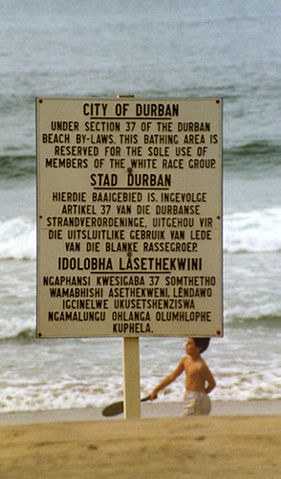 CITY OF DURBAN
UNDER SECTION 37 OF THE DURBAN
BEACH BY-LAWS. THIS BATHING AREA IS
RESERVED FOR THE SOLE USE OF
MEMBERS OF THE WHITE RACE GROUP.
STAD DURBAN
HIERDIE BAAIGEBIED IS. INGEVOLGE
ARTIKEL 37 VAN DIE DURBANSE
STRANDVERORDENINGE, UITGEHOU VIR
DIE UITSLUITLIKE GEBRUIK VAN LEDE
VAN DIE BLANKE RASSEGROEP.
IDOLOBHA LASETHEKWINI
NGAPHANSI KWESIGABA 37 SOMTHETHO
WAMABHISHI ASETHEKWENI, LENDAWO
IGCINELWE UKUSETSHENZISWA
NGAMALUNGU OHLANGA OLUMHLOPHE
KUPHELA.